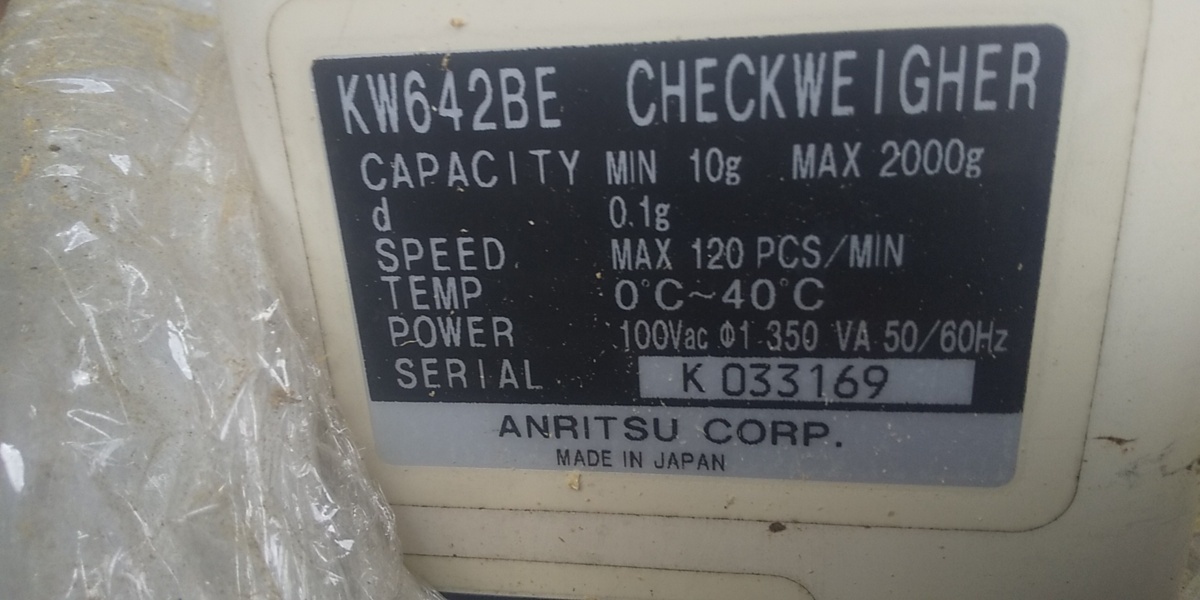 KW642BE CHECKWEIGHER
CAPACITY MIN 10g MAX 2000g
d 0.1g
SPEED MAX 120 PCS/MIN
TEMP 0°C~40°C
POWER 100Vac Φ1 350 VA 50/60Hz
SERIAL K 033169
ANRITSU CORP.
MADE IN JAPAN